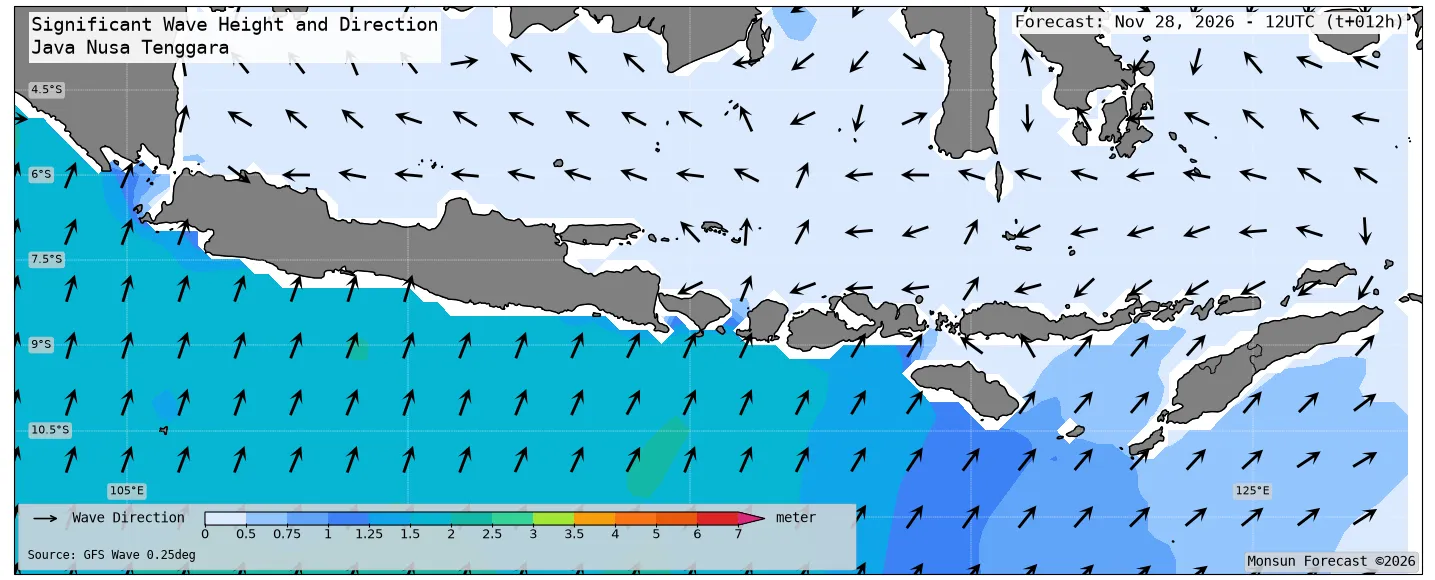 Significant Wave Height and Direction
Java Nusa Tenggara
Forecast: Nov 28, 2026 - 12UTC (t+012h)
4.5°S
6°S
7.5°S
9°S
10.5°S
105°E
125°E
Wave Direction
meter
0 0.5 0.75 1 1.25 1.5 2 2.5 3 3.5 4 5 6 7
Source: GFS Wave 0.25deg
Monsun Forecast ©2026